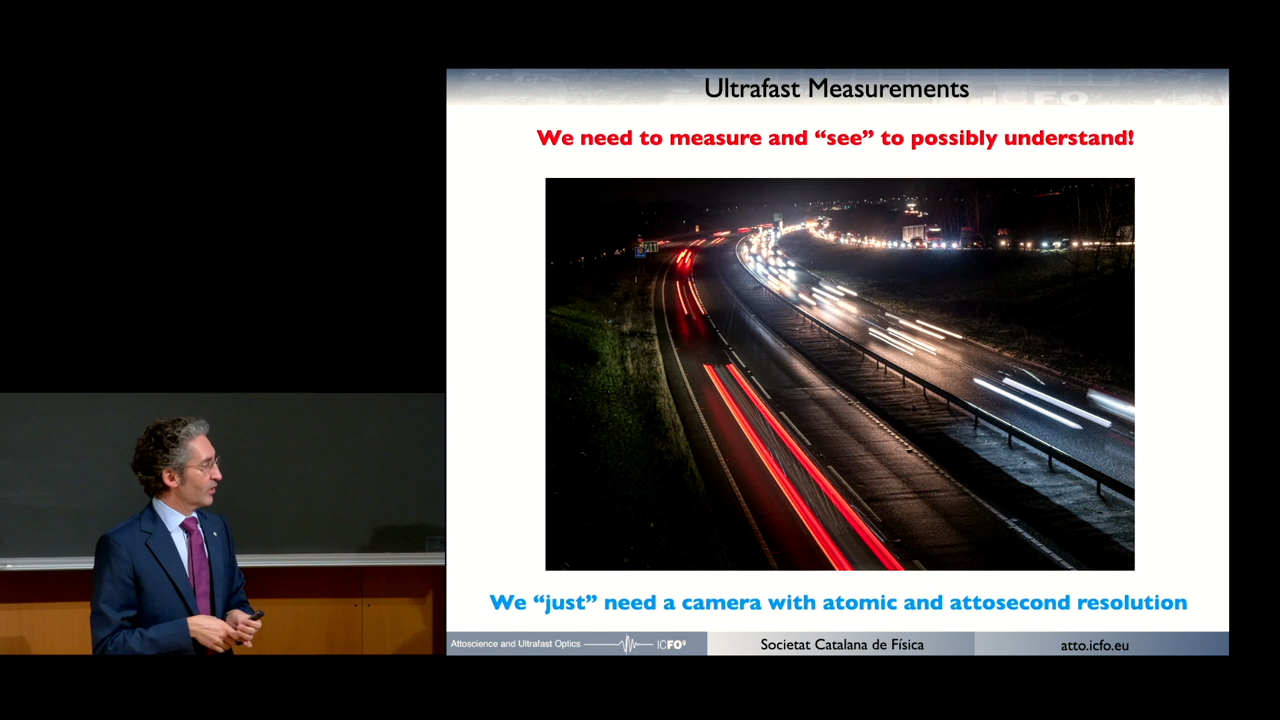 Ultrafast Measurements
We need to measure and “see” to possibly understand!
We “just” need a camera with atomic and attosecond resolution
Attoscience and Ultrafast Optics
ICFO
Societat Catalana de Física
atto.icfo.eu